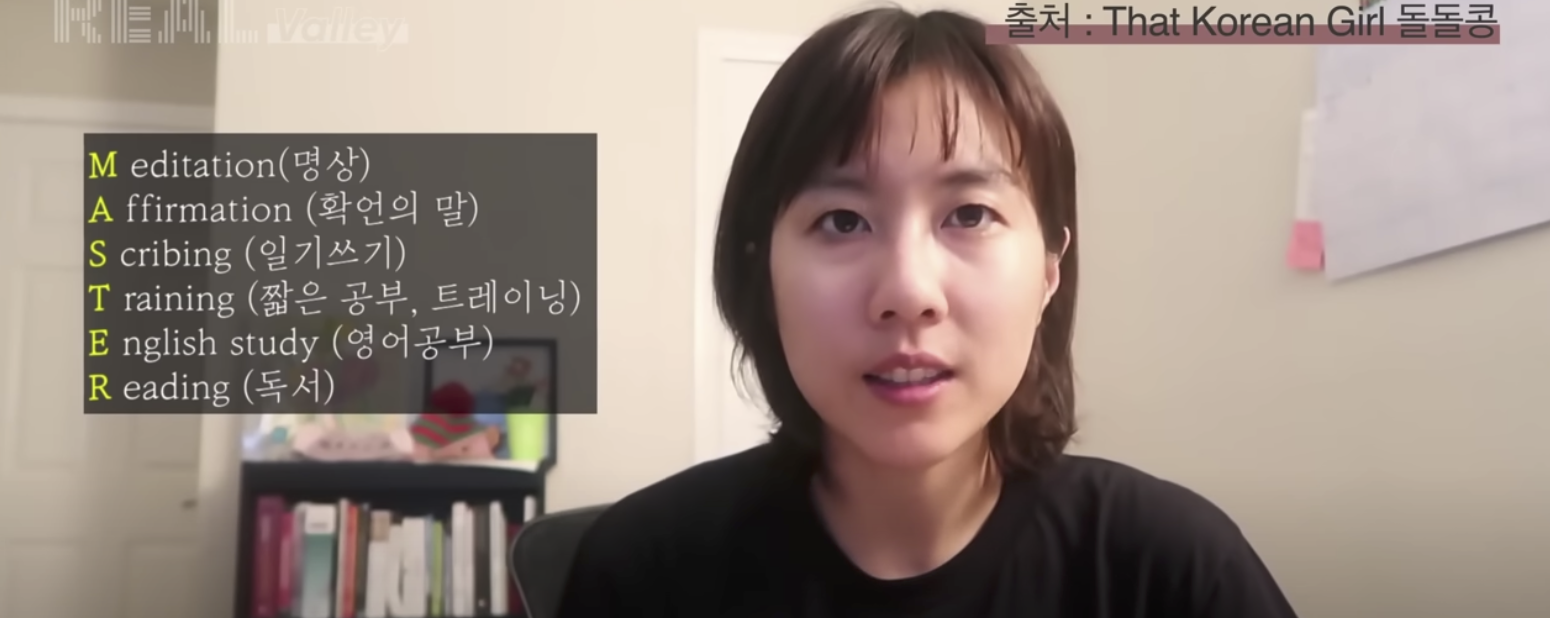 REAL Valley
출처 : That Korean Girl 돌돌콩
M editation(명상)
A ffirmation (확언의 말)
S cribing (일기쓰기)
T raining (짧은 공부, 트레이닝)
E nglish study (영어공부)
R eading (독서)